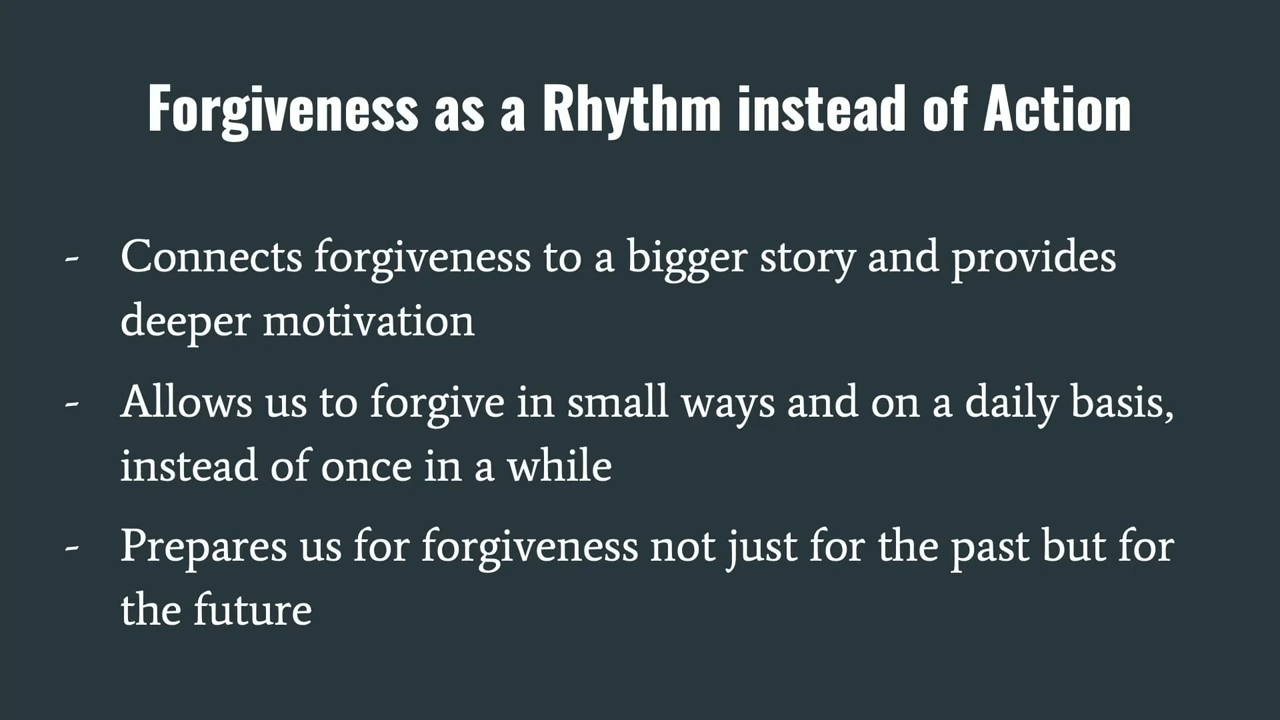 Forgiveness as a Rhythm instead of Action
- Connects forgiveness to a bigger story and provides
deeper motivation
- Allows us to forgive in small ways and on a daily basis,
instead of once in a while
- Prepares us for forgiveness not just for the past but for
the future